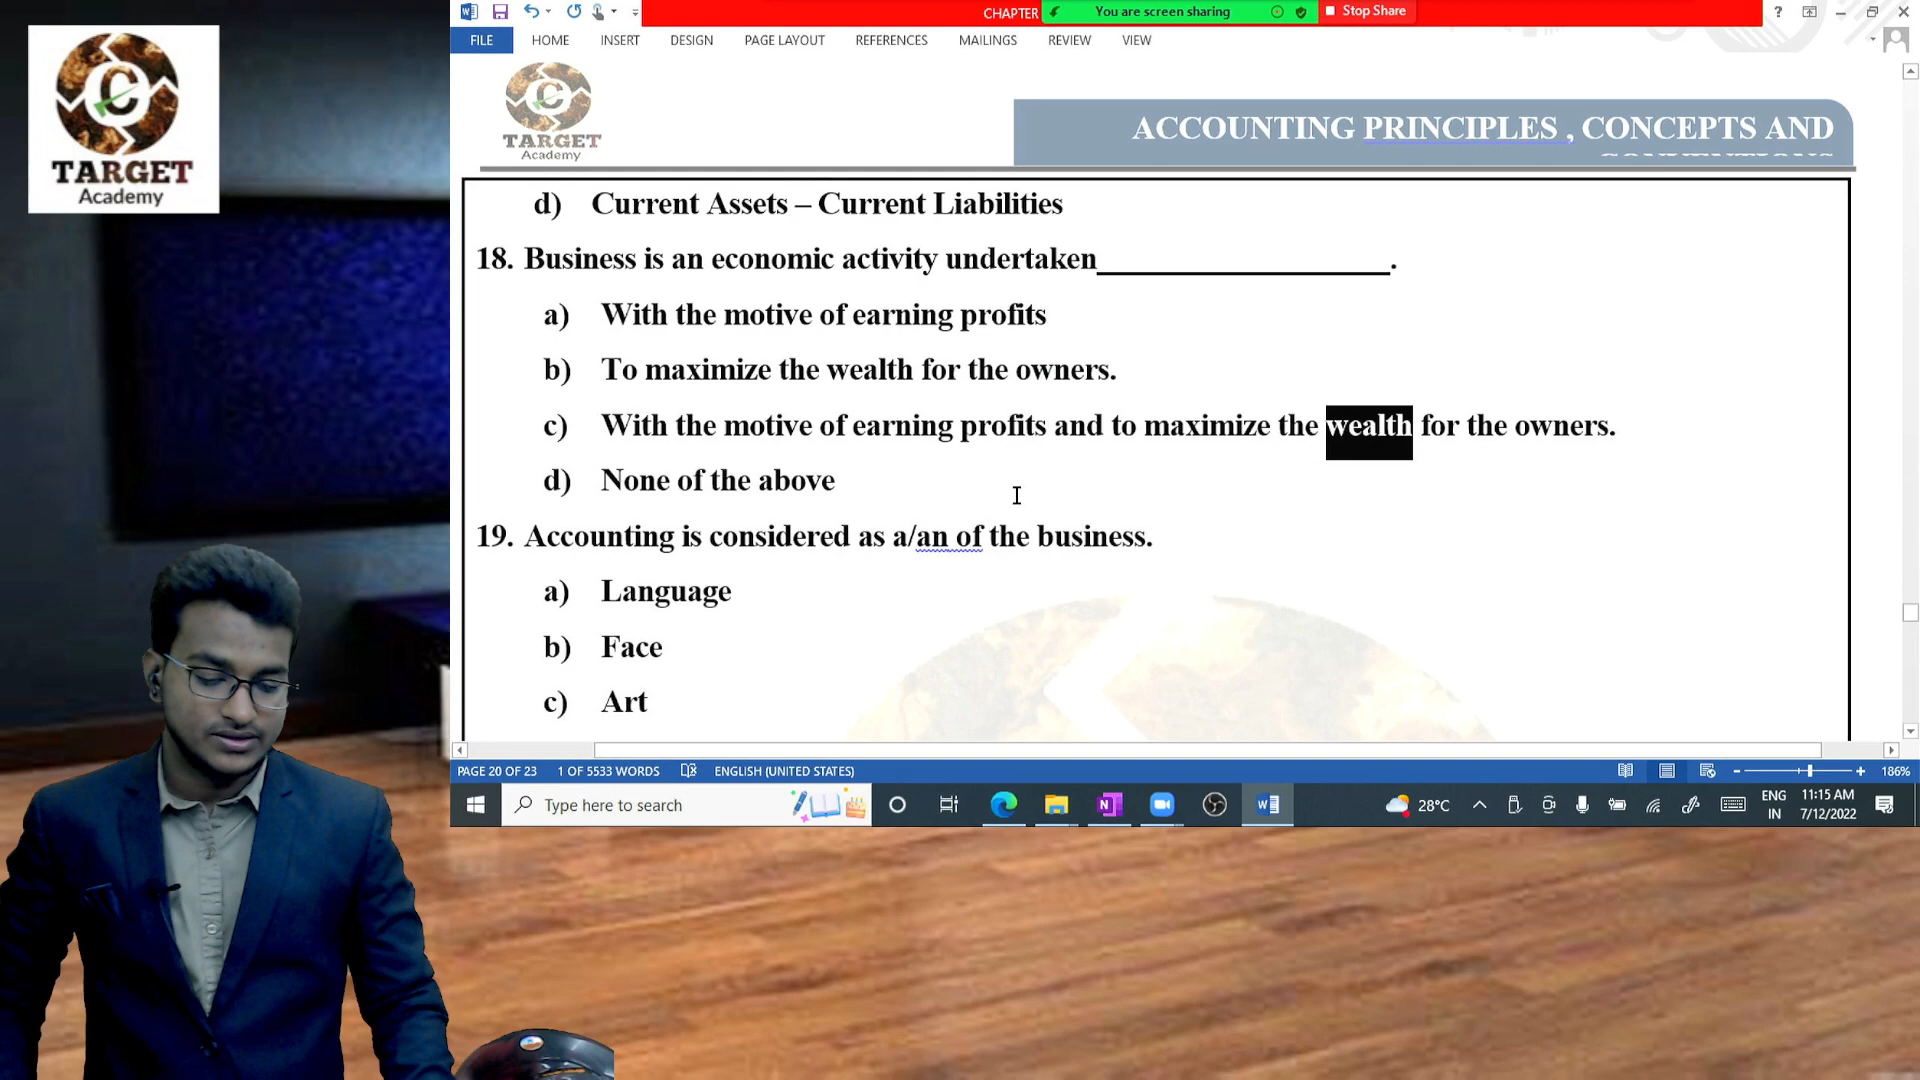 CHAPTER
You are screen sharing
Stop Share
?
FILE
HOME
INSERT
DESIGN
PAGE LAYOUT
REFERENCES
MAILINGS
REVIEW
VIEW
C
TARGET
Academy
C
TARGET
Academy
ACCOUNTING PRINCIPLES , CONCEPTS AND
d) Current Assets – Current Liabilities
18. Business is an economic activity undertaken____________________.
a) With the motive of earning profits
b) To maximize the wealth for the owners.
c) With the motive of earning profits and to maximize the wealth for the owners.
d) None of the above
19. Accounting is considered as a/an of the business.
a) Language
b) Face
c) Art
PAGE 20 OF 23
1 OF 5533 WORDS
ENGLISH (UNITED STATES)
186%
Type here to search
28°C
ENG
IN
11:15 AM
7/12/2022